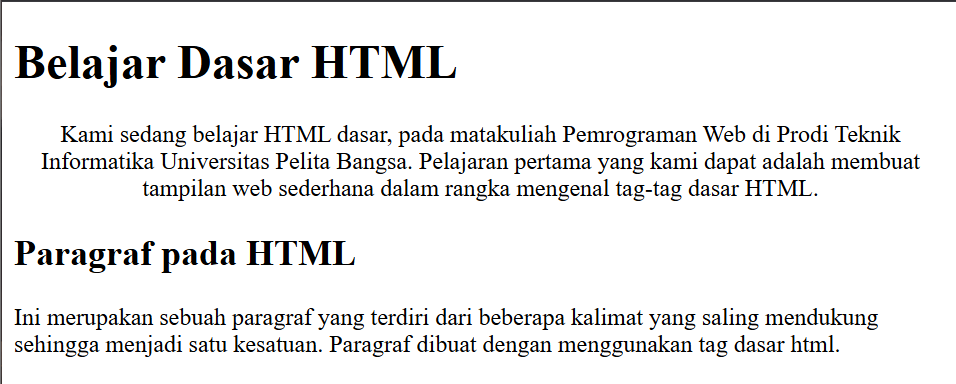 Belajar Dasar HTML
Kami sedang belajar HTML dasar, pada matakuliah Pemrograman Web di Prodi Teknik
Informatika Universitas Pelita Bangsa. Pelajaran pertama yang kami dapat adalah membuat
tampilan web sederhana dalam rangka mengenal tag-tag dasar HTML.
Paragraf pada HTML
Ini merupakan sebuah paragraf yang terdiri dari beberapa kalimat yang saling mendukung
sehingga menjadi satu kesatuan. Paragraf dibuat dengan menggunakan tag dasar html.